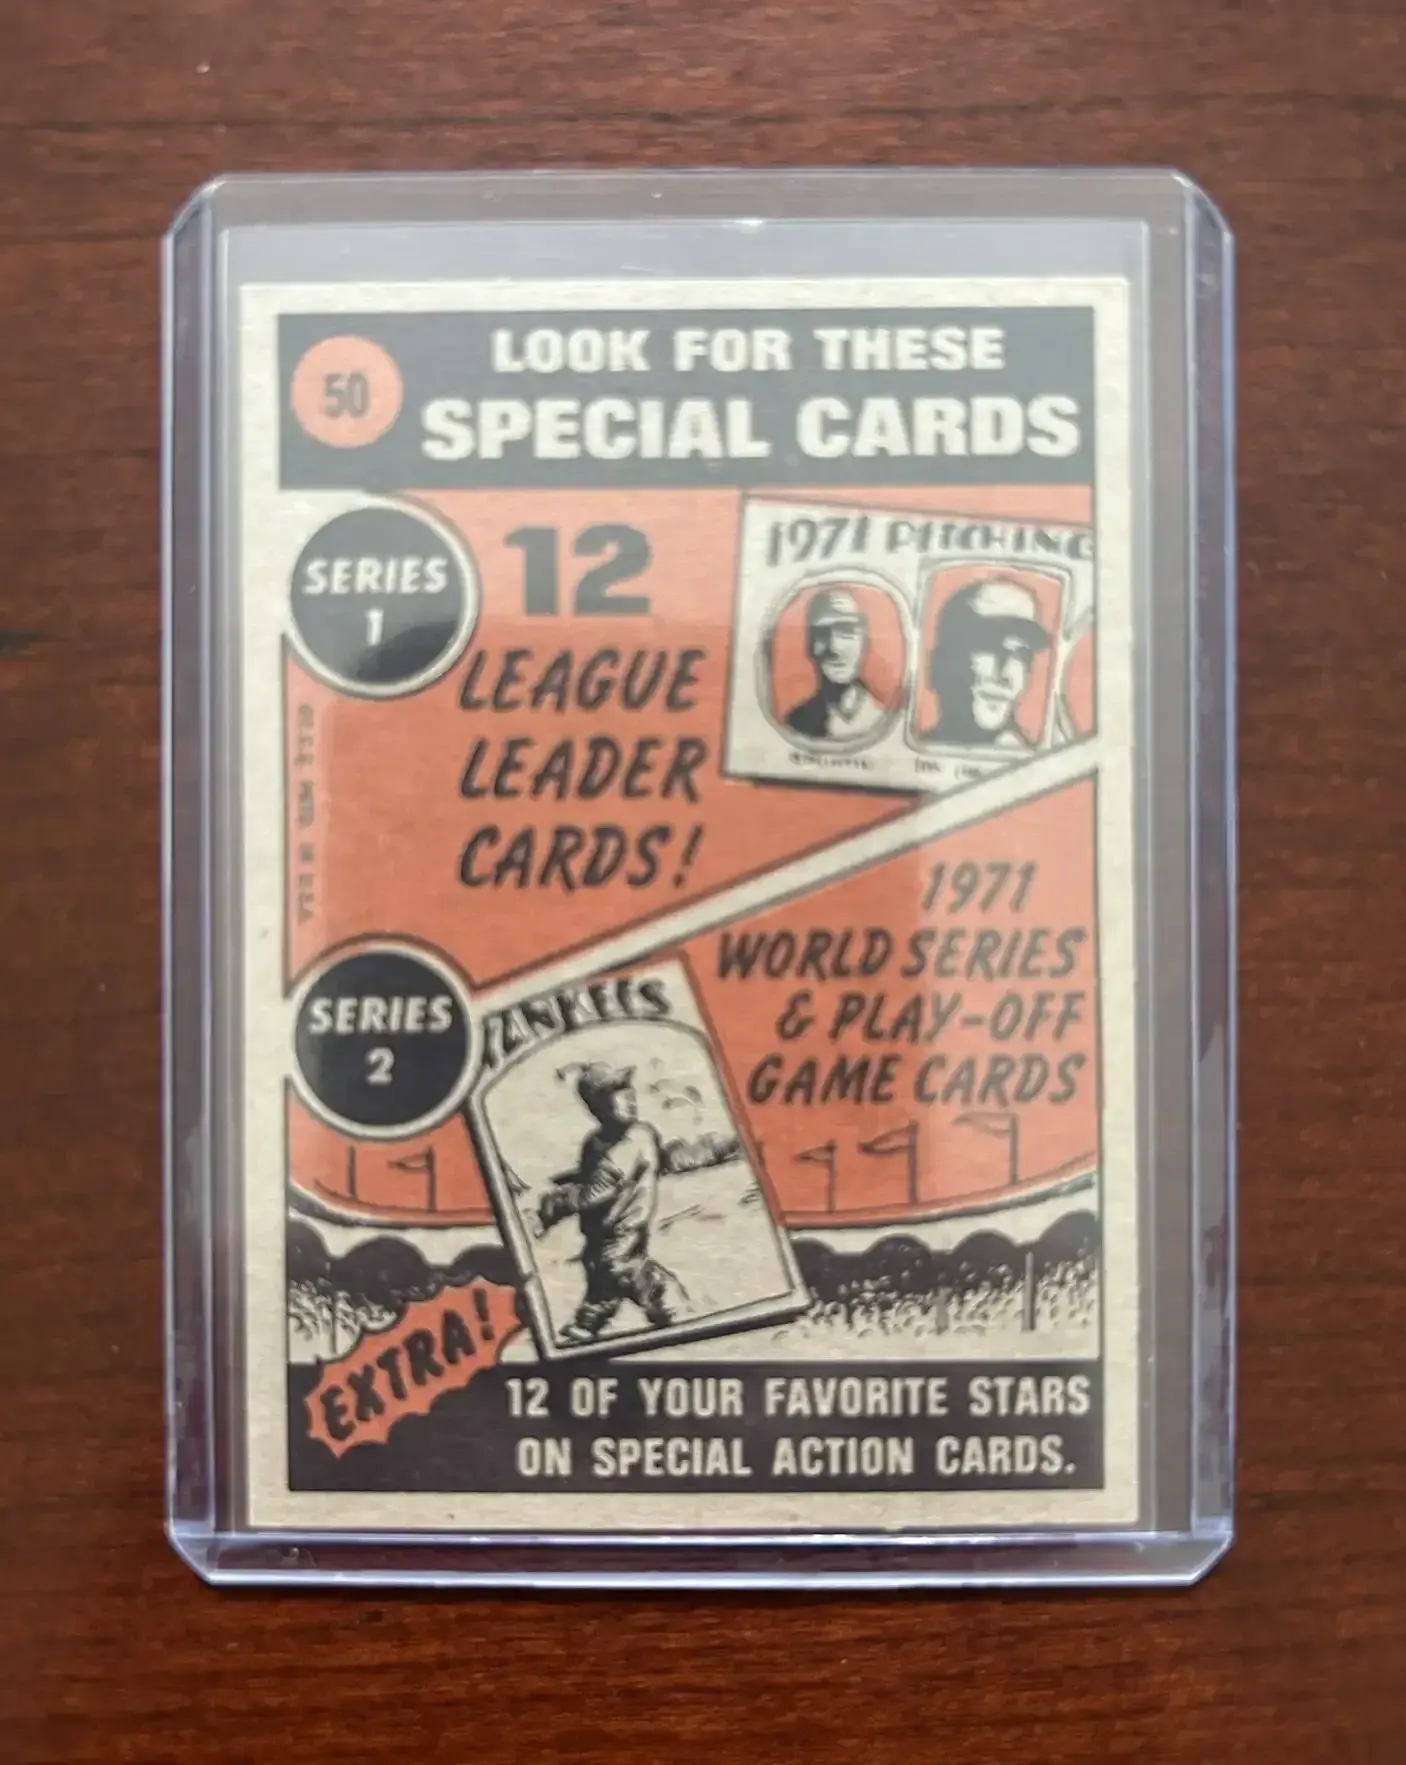 50
LOOK FOR THESE
SPECIAL CARDS
SERIES
1
12
LEAGUE
LEADER
CARDS!
1971 PITCHING
1971
WORLD SERIES
& PLAY-OFF
GAME CARDS
SERIES
2
YANKEES
EXTRA!
12 OF YOUR FAVORITE STARS
ON SPECIAL ACTION CARDS.